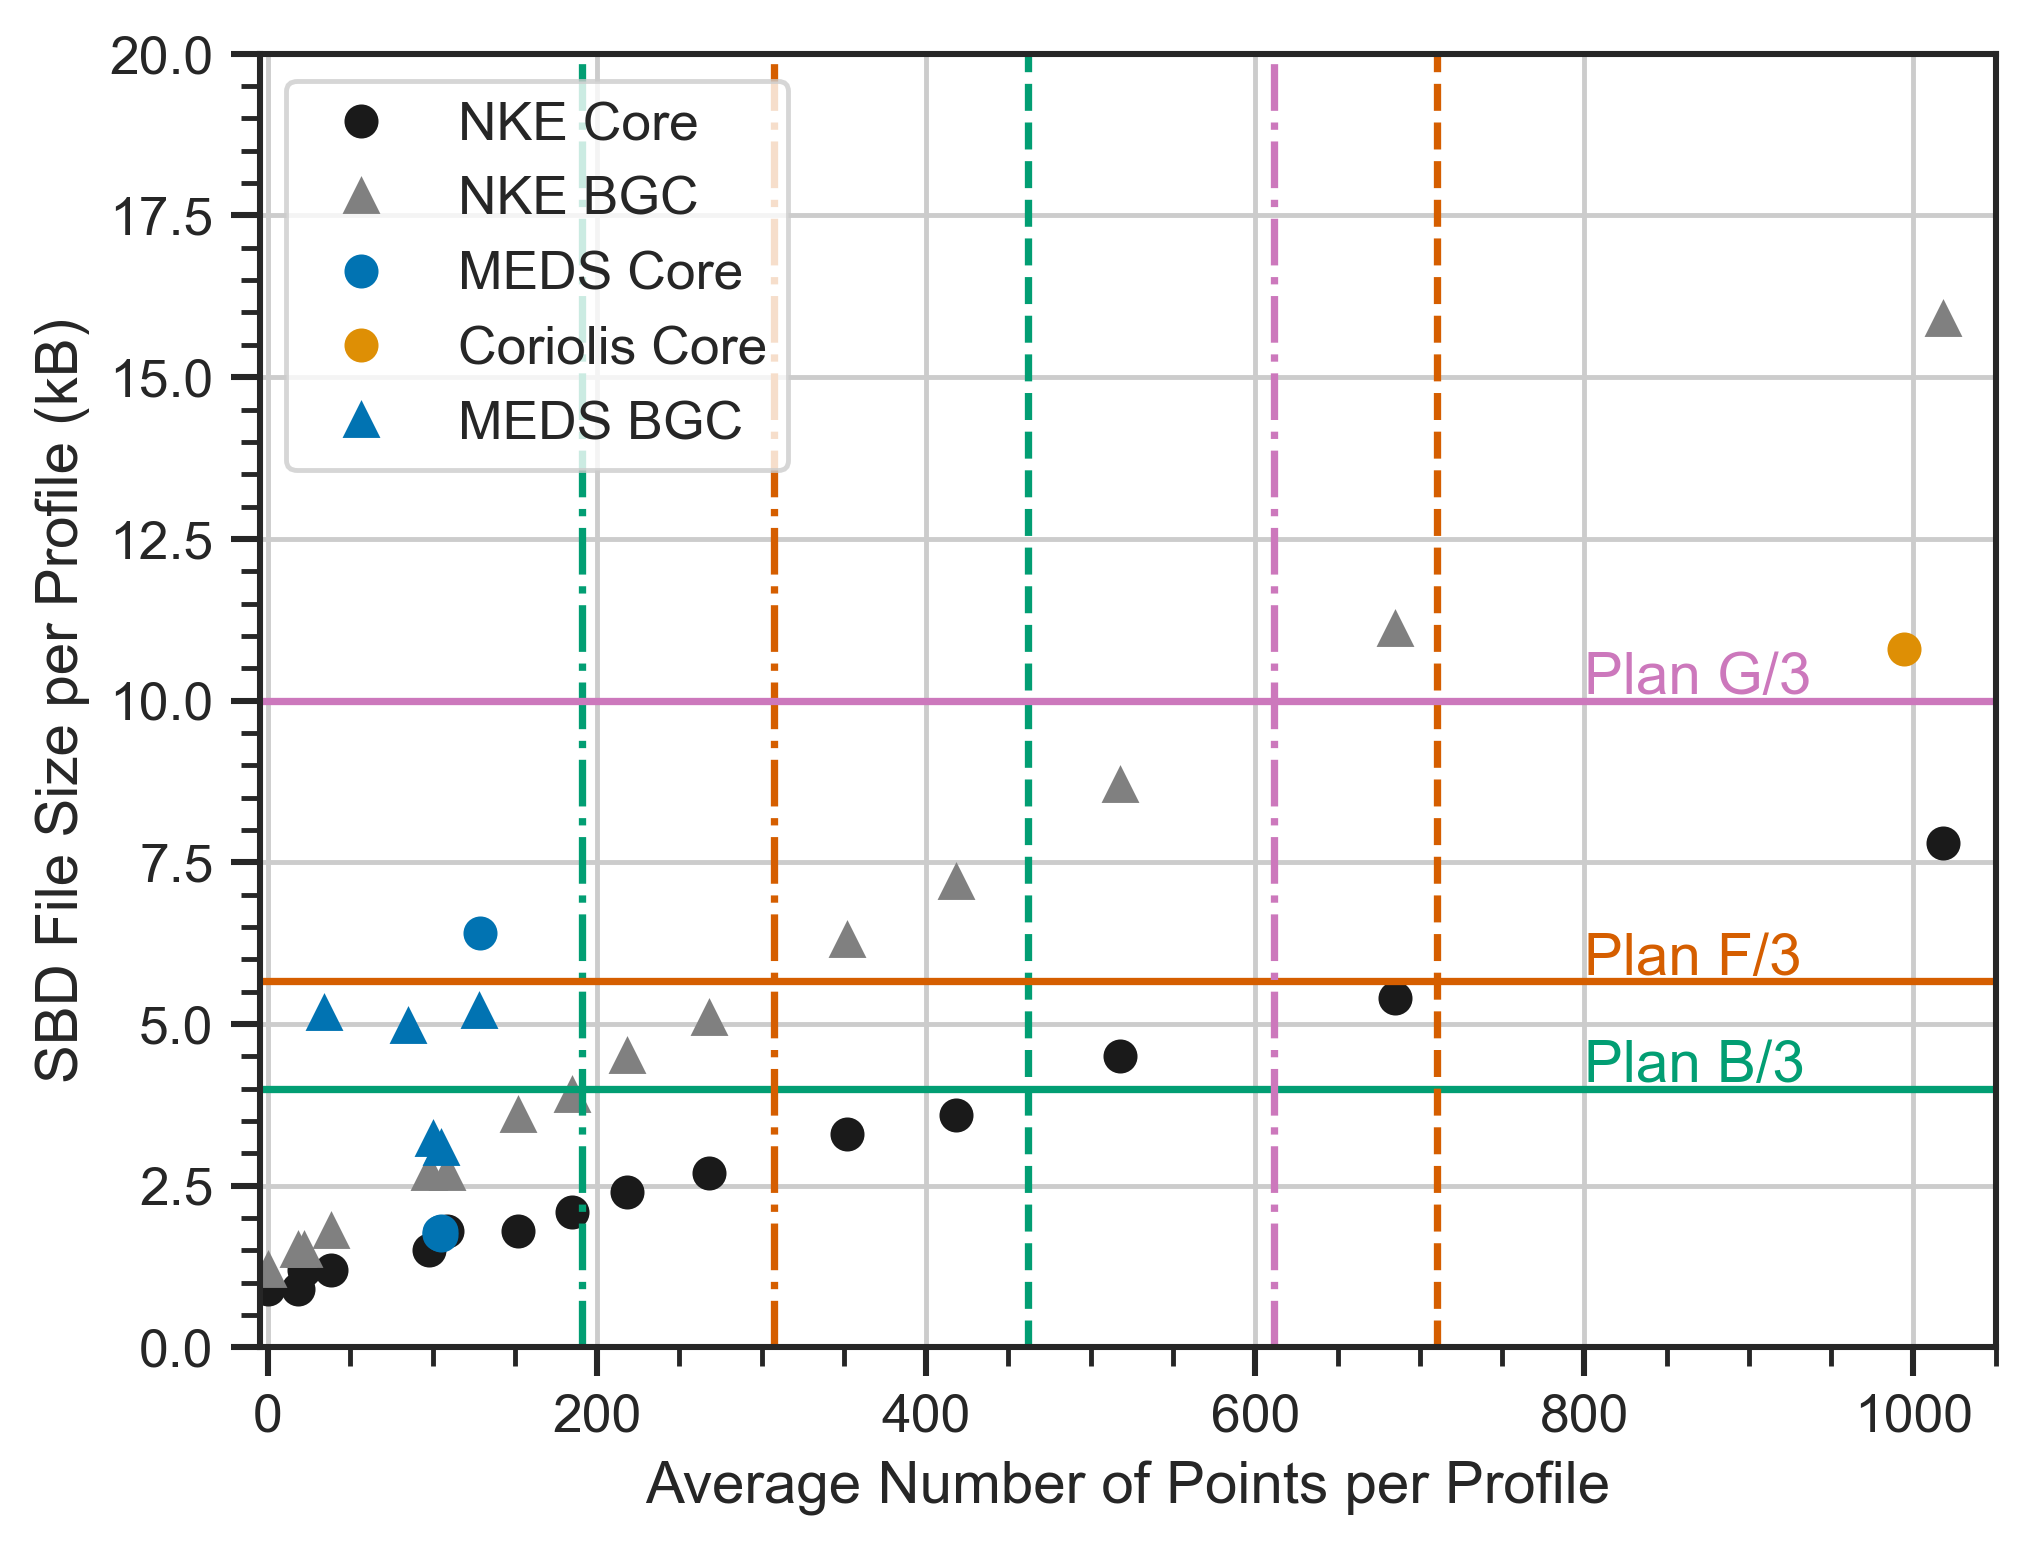 20.0
17.5
15.0
12.5
10.0
7.5
5.0
2.5
0.0
SBD File Size per Profile (kB)
NKE Core
NKE BGC
MEDS Core
Coriolis Core
MEDS BGC
Plan G/3
Plan F/3
Plan B/3
0 200 400 600 800 1000
Average Number of Points per Profile